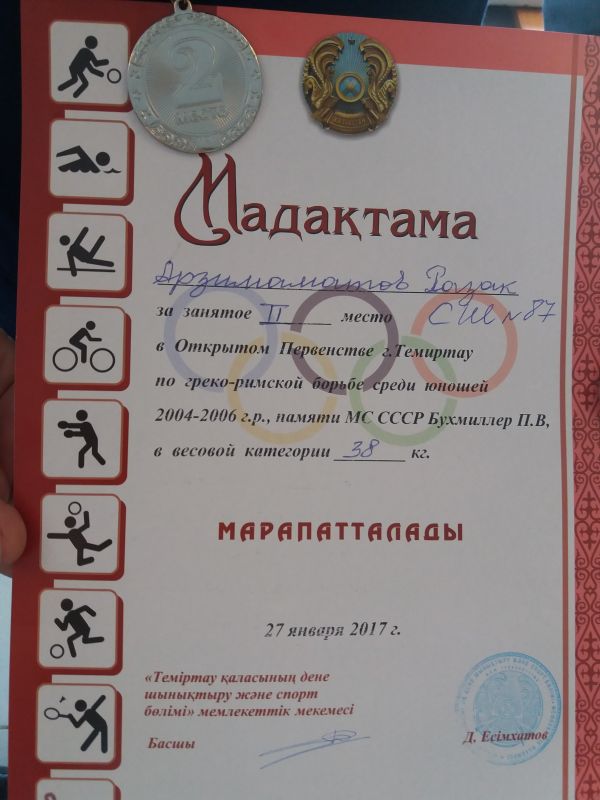 2
МЕСТО
Мадақтама
Арзимаматов Разак
за занятое II место СШ №87
в Открытом Первенстве г.Темиртау
по греко-римской борьбе среди юношей
2004-2006 г.р., памяти МС СССР Бухмиллер П.В,
в весовой категории 38 кг.
МАРАПАТТАЛАДЫ
27 января 2017 г.
«Теміртау қаласының дене
шынықтыру және спорт
бөлімі» мемлекеттік мекемесі
Басшы Д. Есімхатов